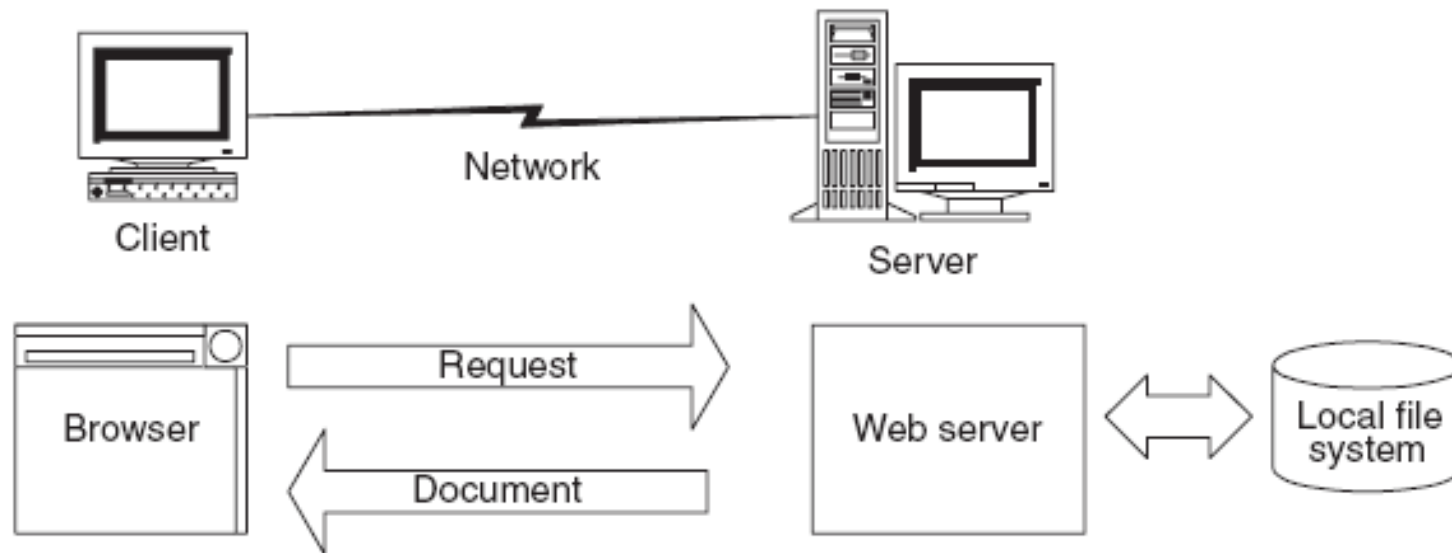 Network
Client
Server
Request
Browser
Web server
Local file
system
Document